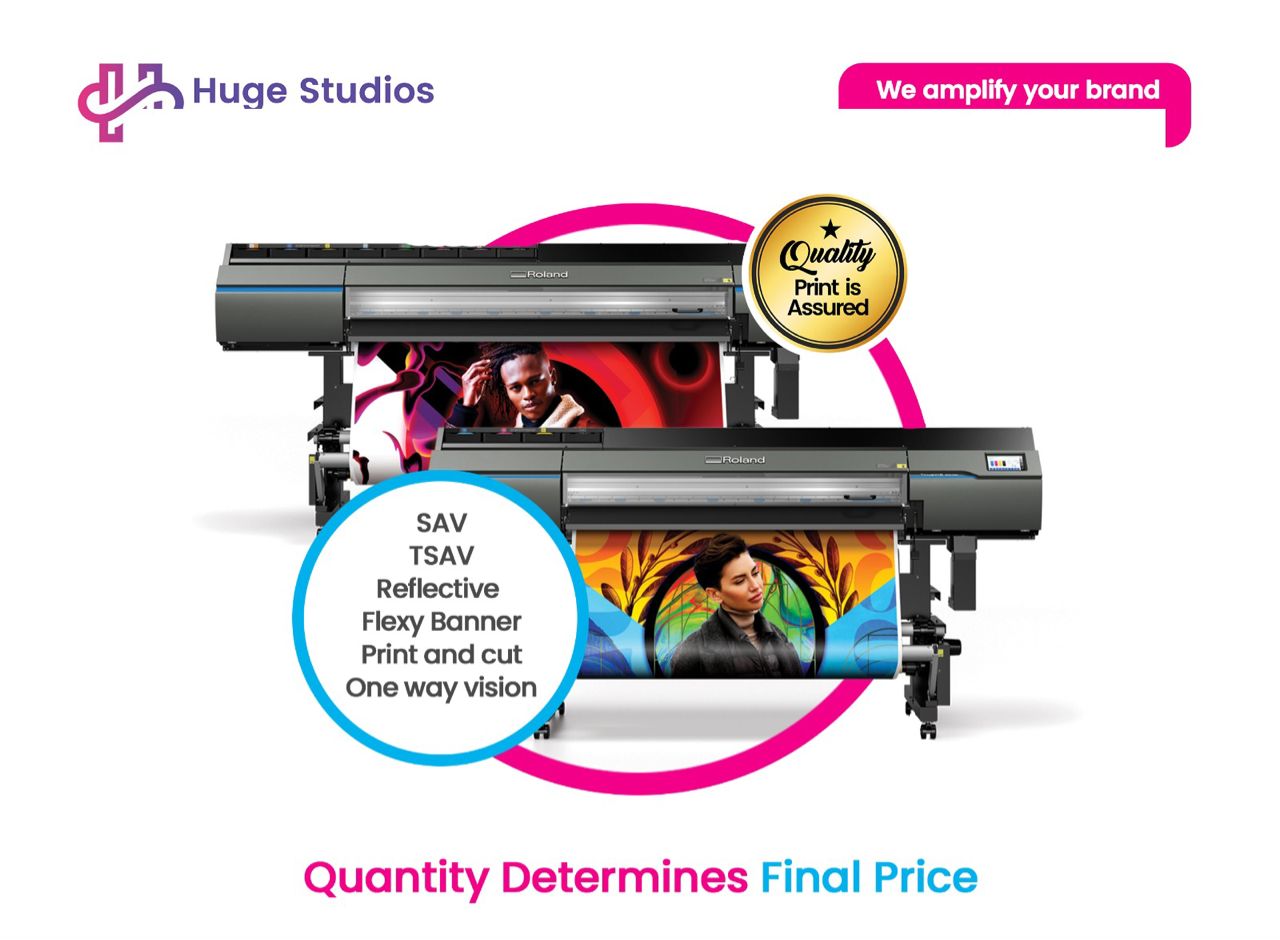 Huge Studios
We amplify your brand
Quality
Print is
Assured
Roland
Roland
SAV
TSAV
Reflective
Flexy Banner
Print and cut
One way vision
Quantity Determines Final Price